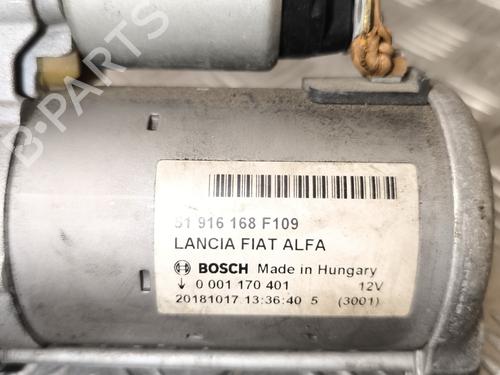 51 916 168 F109
LANCIA FIAT ALFA
BOSCH Made in Hungary
↓ 0 001 170 401 12V
20181017 13:36:40 5 (3001)
B-PARTS